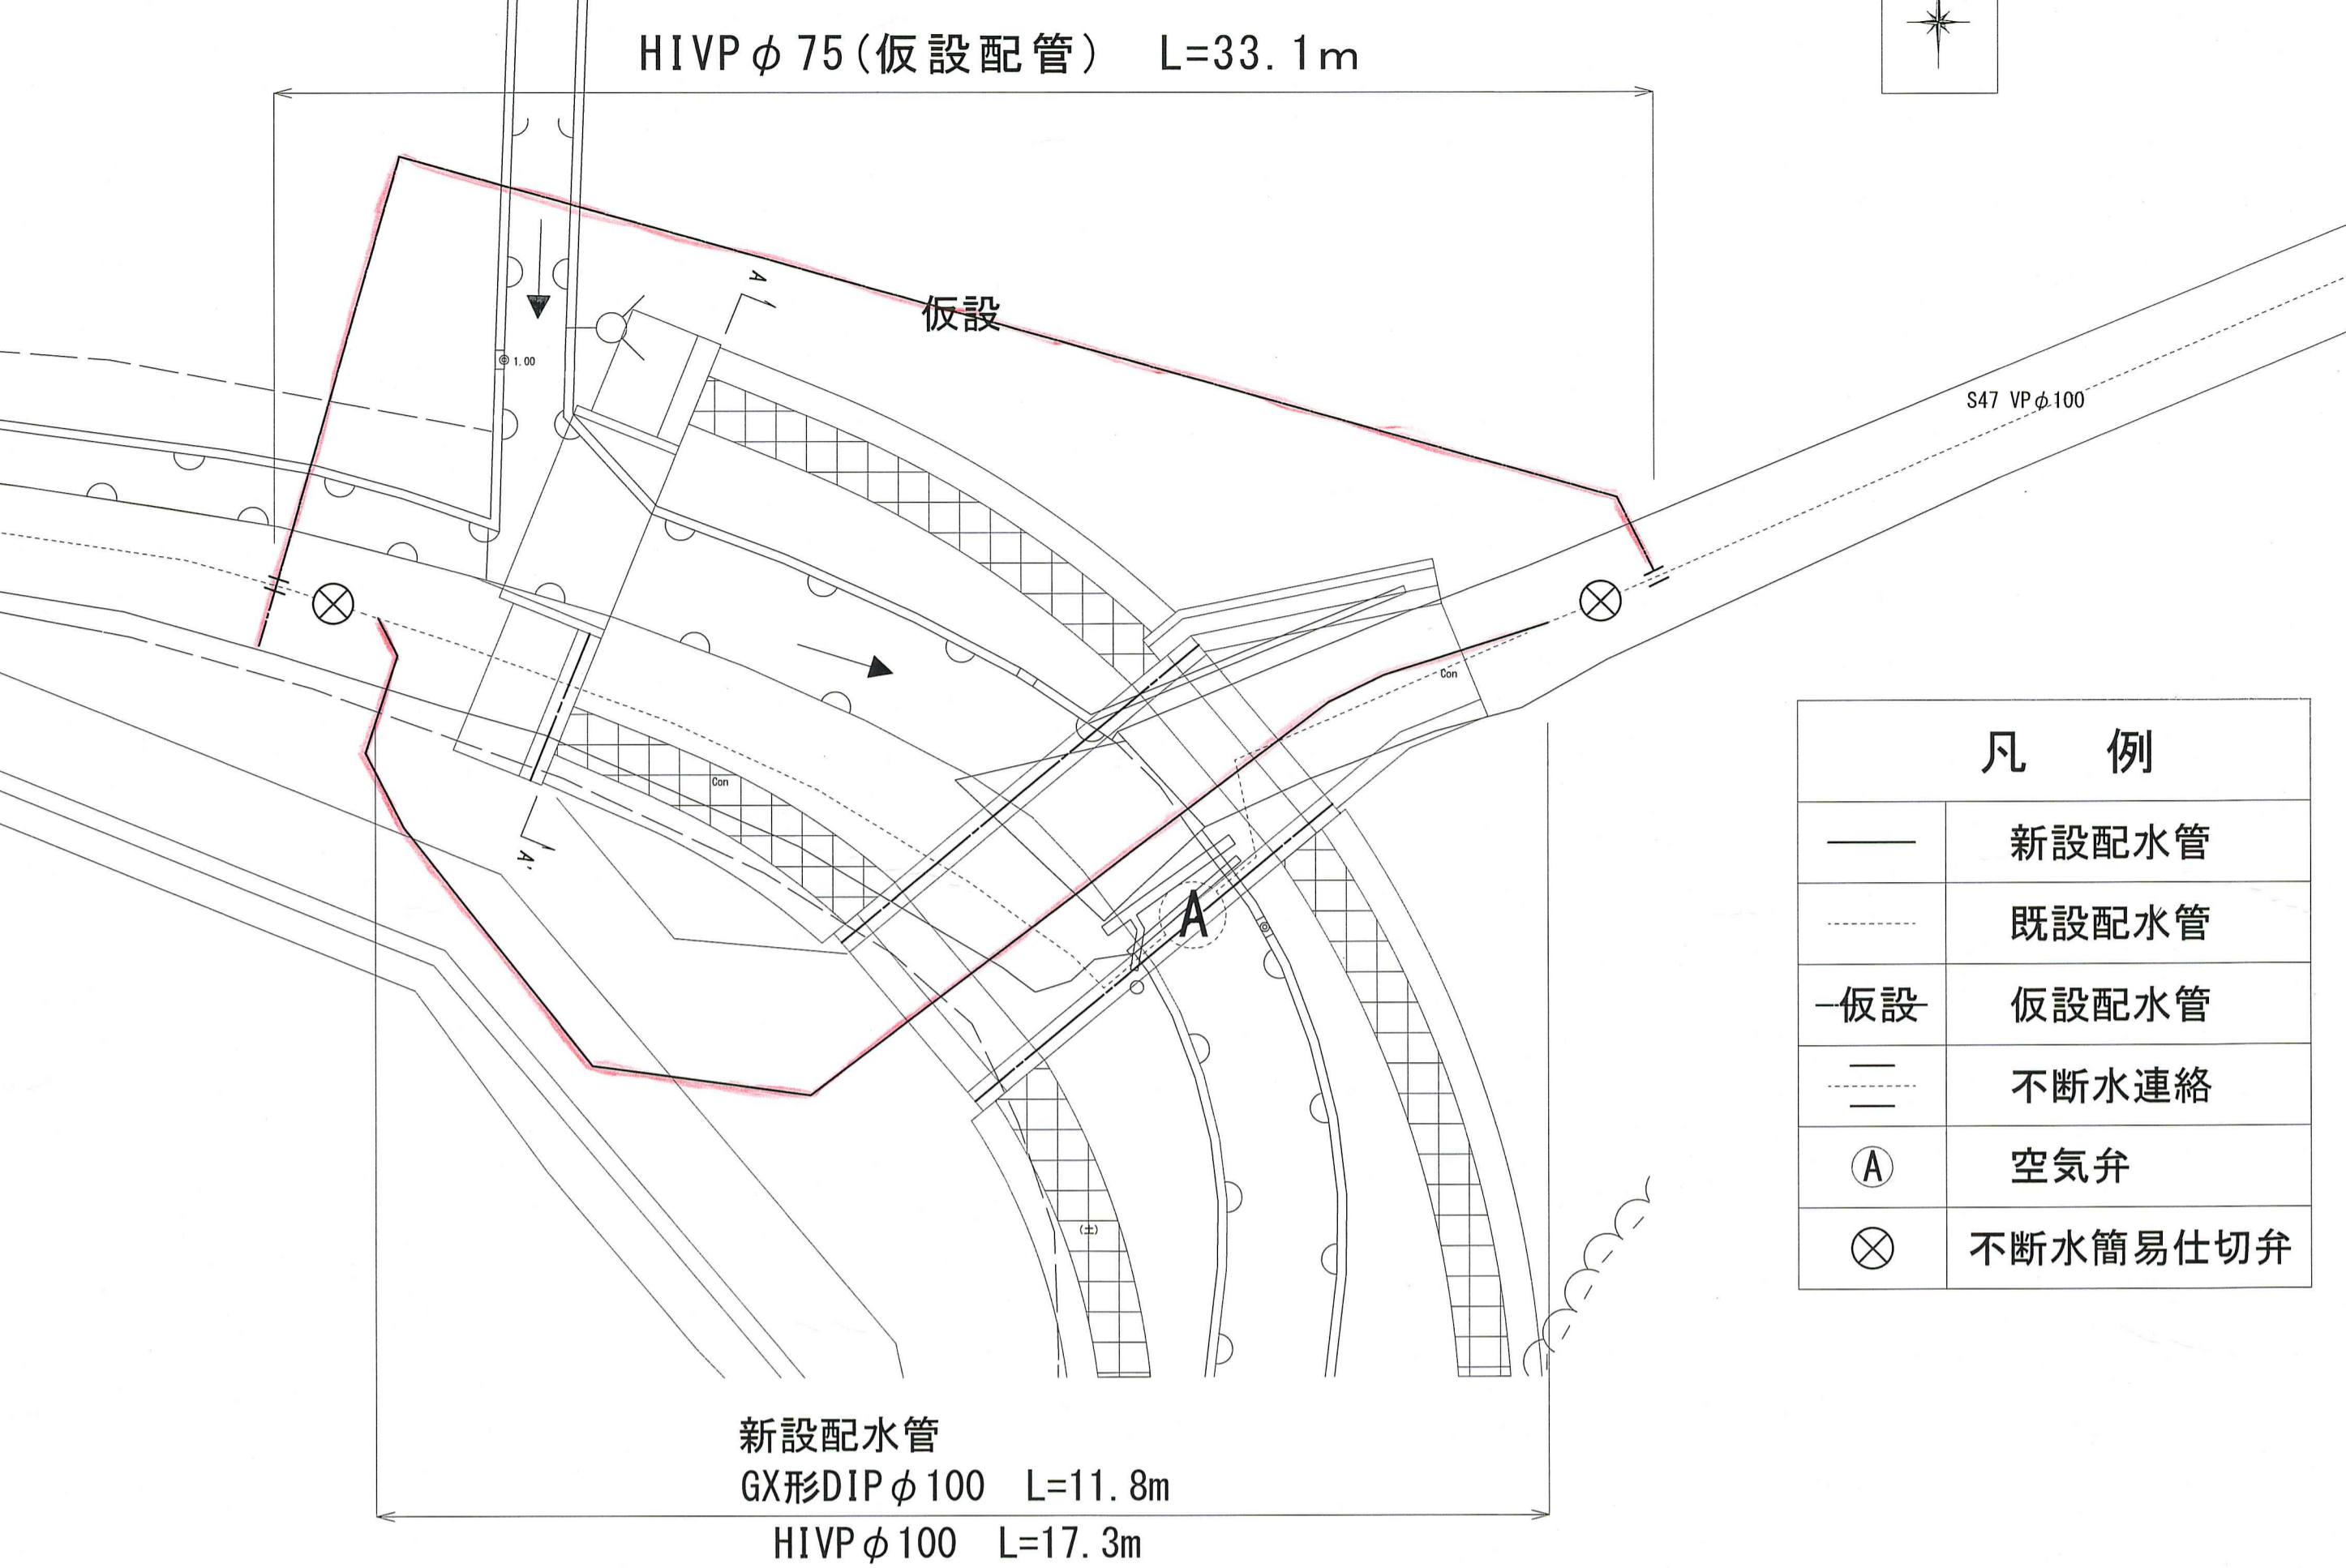 HIVPφ75(仮設配管) L=33.1m
A
仮設
1.00
S47 VPφ100
Con
Con
A
A'
(土)
凡 例
新設配水管
既設配水管
仮設 仮設配水管
不断水連絡
A 空気弁
不断水簡易仕切弁
新設配水管
GX形DIPφ100 L=11.8m
HIVPφ100 L=17.3m